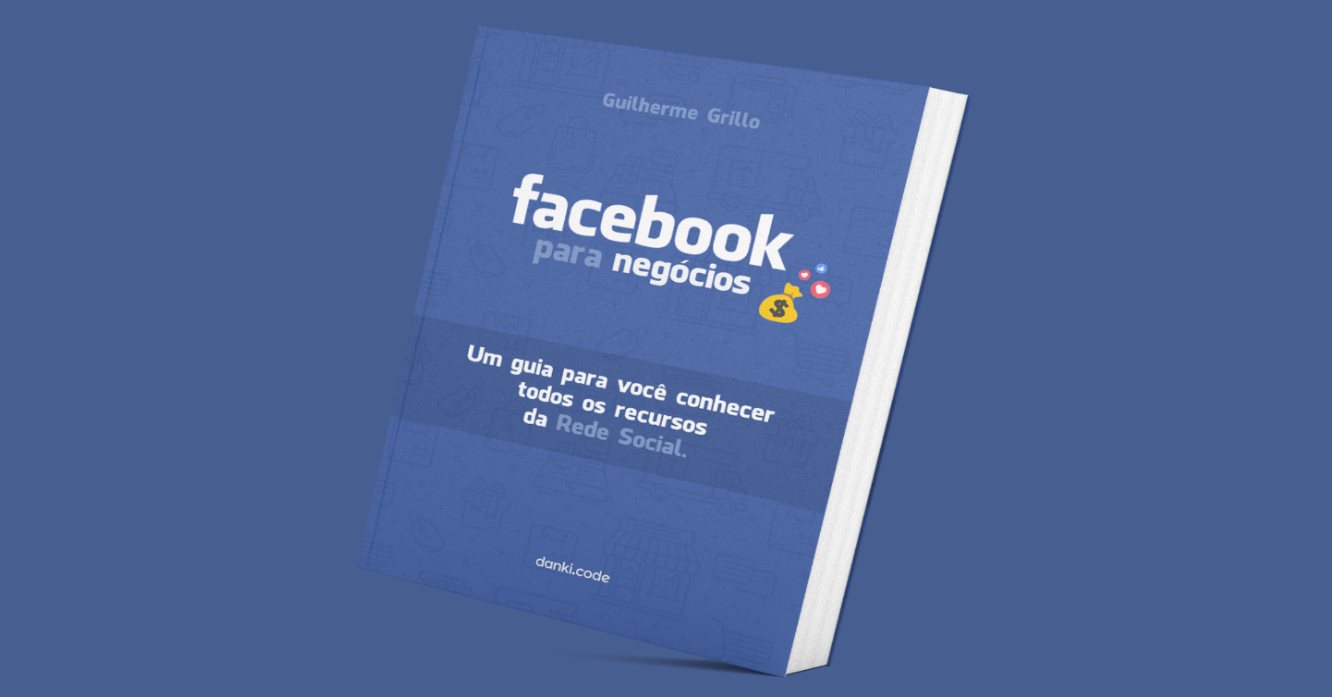 Guilherme Grillo
facebook
para negócios
$
Um guia para você conhecer
todos os recursos
da Rede Social.
danki.code